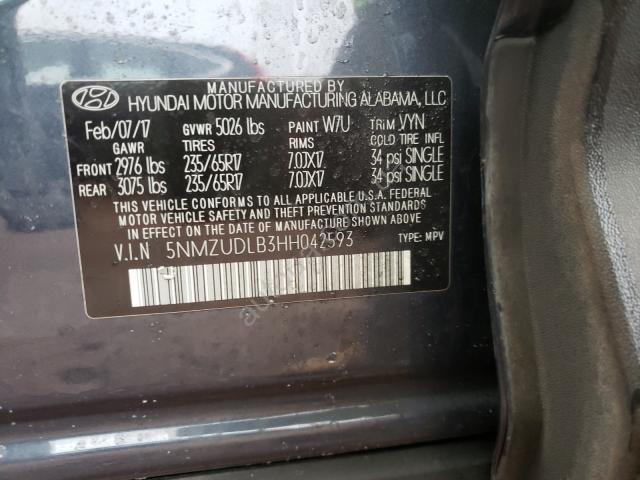 MANUFACTURED BY
HYUNDAI MOTOR MANUFACTURING ALABAMA, LLC
Feb/07/17 GVWR 5026 lbs PAINT W7U TRIM VYN
GAWR TIRES RIMS COLD TIRE INFL
FRONT 2976 lbs 235/65R17 7.0JX17 34 psi SINGLE
REAR 3075 lbs 235/65R17 7.0JX17 34 psi SINGLE
THIS VEHICLE CONFORMS TO ALL APPLICABLE U.S.A. FEDERAL
MOTOR VEHICLE SAFETY, BUMPER, AND THEFT PREVENTION STANDARDS
IN EFFECT ON THE DATE OF MANUFACTURE SHOWN ABOVE.
V.I.N 5NMZUDLB3HH042593 TYPE: MPV